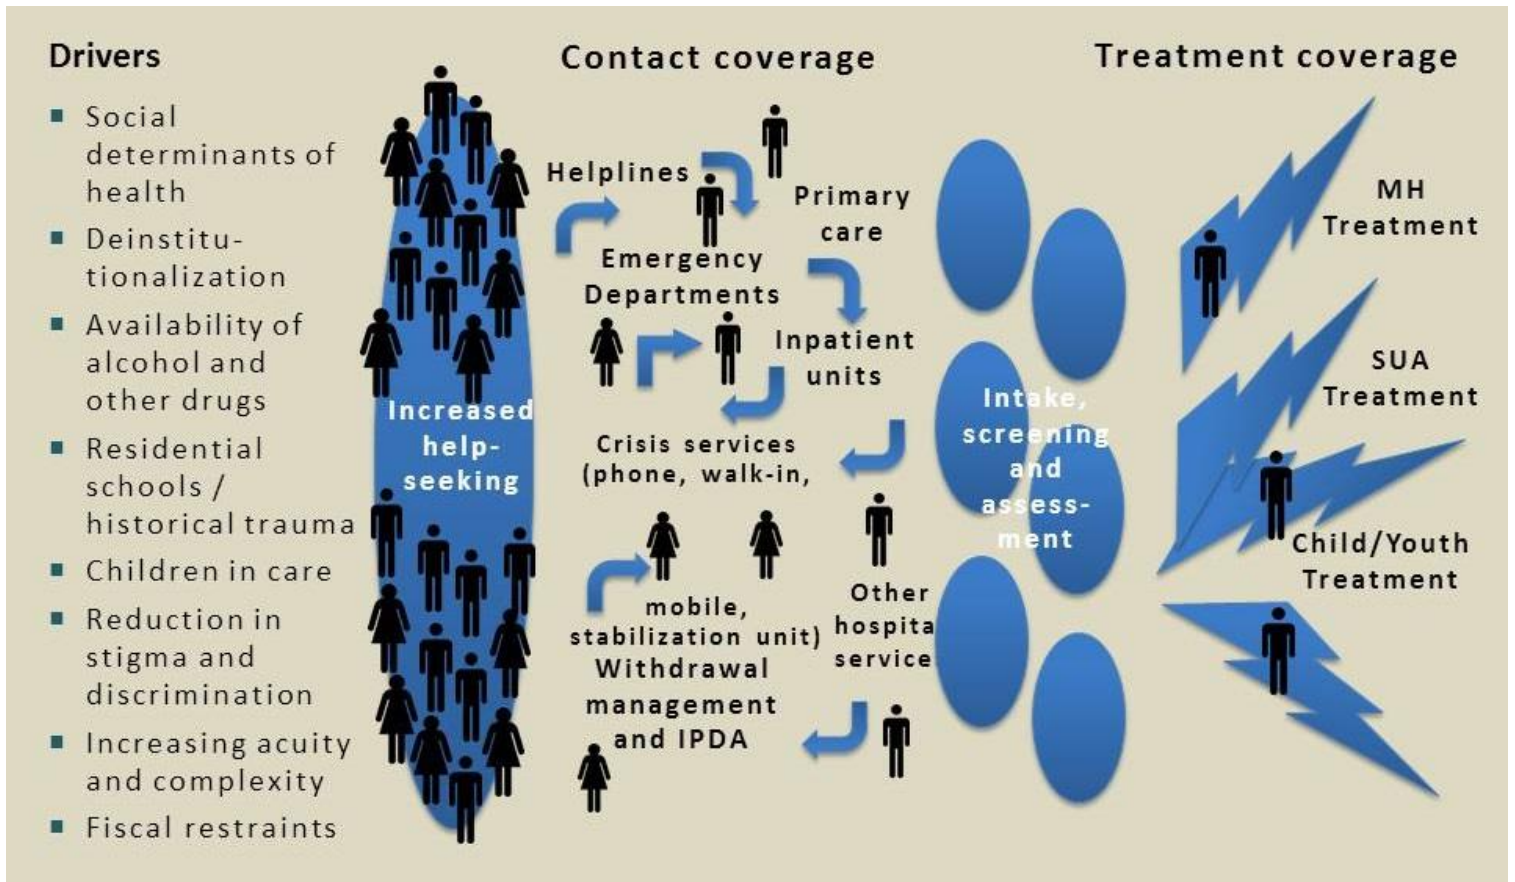 Drivers
Social
determinants of
health
Deinstitu-
tionalization
Availability of
alcohol and
other drugs
Residential
schools /
historical trauma
Children in care
Reduction in
stigma and
discrimination
Increasing acuity
and complexity
Fiscal restraints
Increased
help-
seeking
Contact coverage
Helplines
Primary
care
Emergency
Departments
Inpatient
units
Crisis services
(phone, walk-in,
mobile,
stabilization unit)
Other
hospita
service
Withdrawal
management
and IPDA
Intake,
screening
and
assess-
ment
Treatment coverage
MH
Treatment
SUA
Treatment
Child/Youth
Treatment